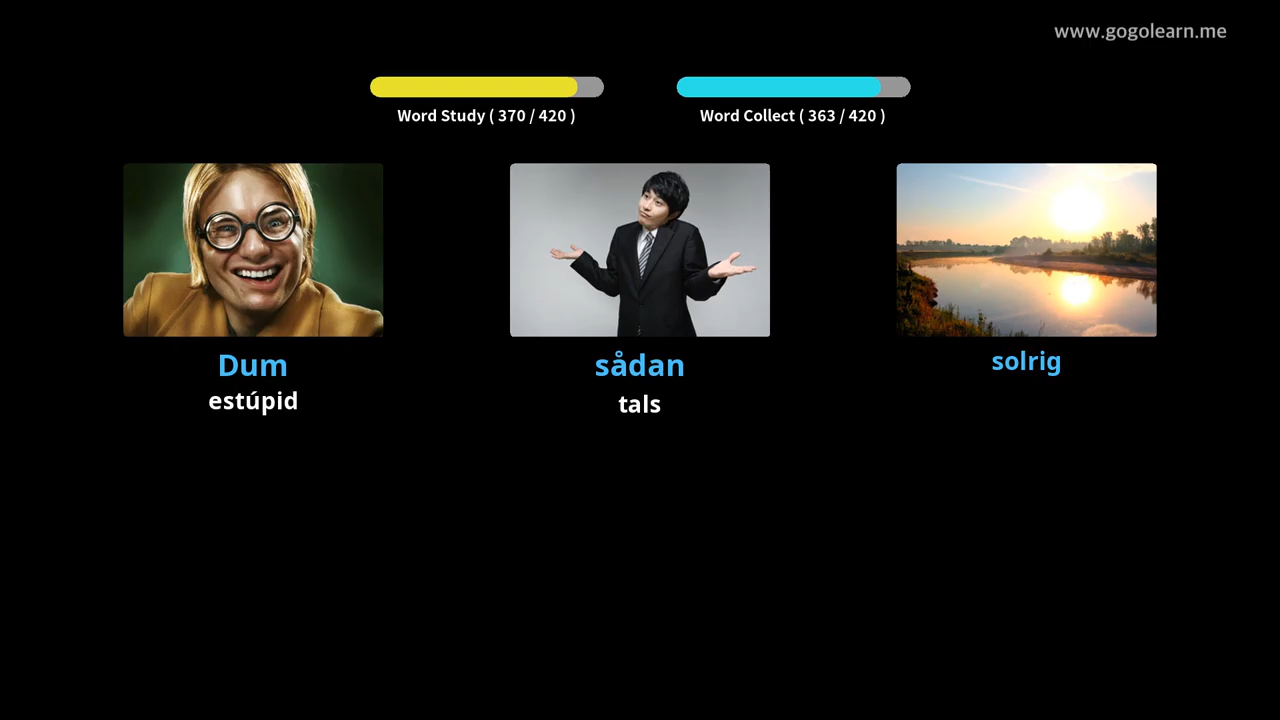 www.gogolearn.me
Word Study ( 370 / 420 )
Word Collect ( 363 / 420 )
Dum
estúpid
sådan
tals
solrig